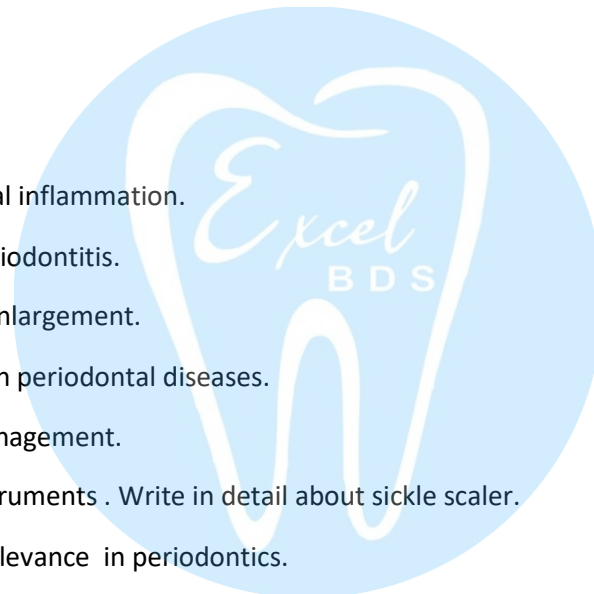 al inflammation.
Excel
iodontitis.
BDS
nlargement.
n periodontal diseases.
nagement.
ruments . Write in detail about sickle scaler.
levance in periodontics.